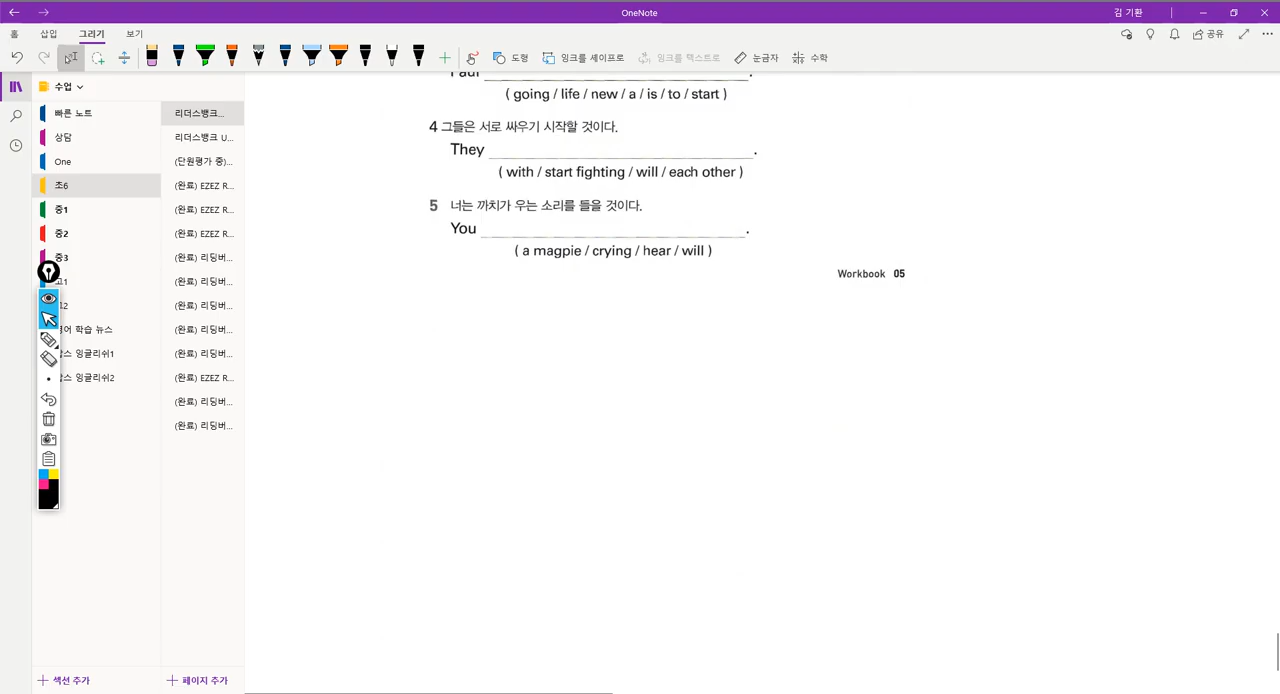 OneNote
김 기환
홈 삽입 그리기 보기
공유
도형 잉크를 셰이프로 잉크를 텍스트로 눈금자 수학
수업
빠른 노트
상담
One
초6
중1
중2
중3
고1
영어 학습 뉴스
잉글리쉬1
잉글리쉬2
섹션 추가
리더스뱅크...
리더스뱅크 U...
(단원평가 중)...
(완료) EZEZ R...
(완료) EZEZ R...
(완료) EZEZ R...
(완료) 리딩버...
(완료) 리딩버...
(완료) 리딩버...
(완료) 리딩버...
(완료) 리딩버...
(완료) EZEZ R...
(완료) 리딩버...
(완료) 리딩버...
페이지 추가
Paul .
( going / life / new / a / is / to / start )
4 그들은 서로 싸우기 시작할 것이다.
They .
( with / start fighting / will / each other )
5 너는 까치가 우는 소리를 들을 것이다.
You .
( a magpie / crying / hear / will )
Workbook 05